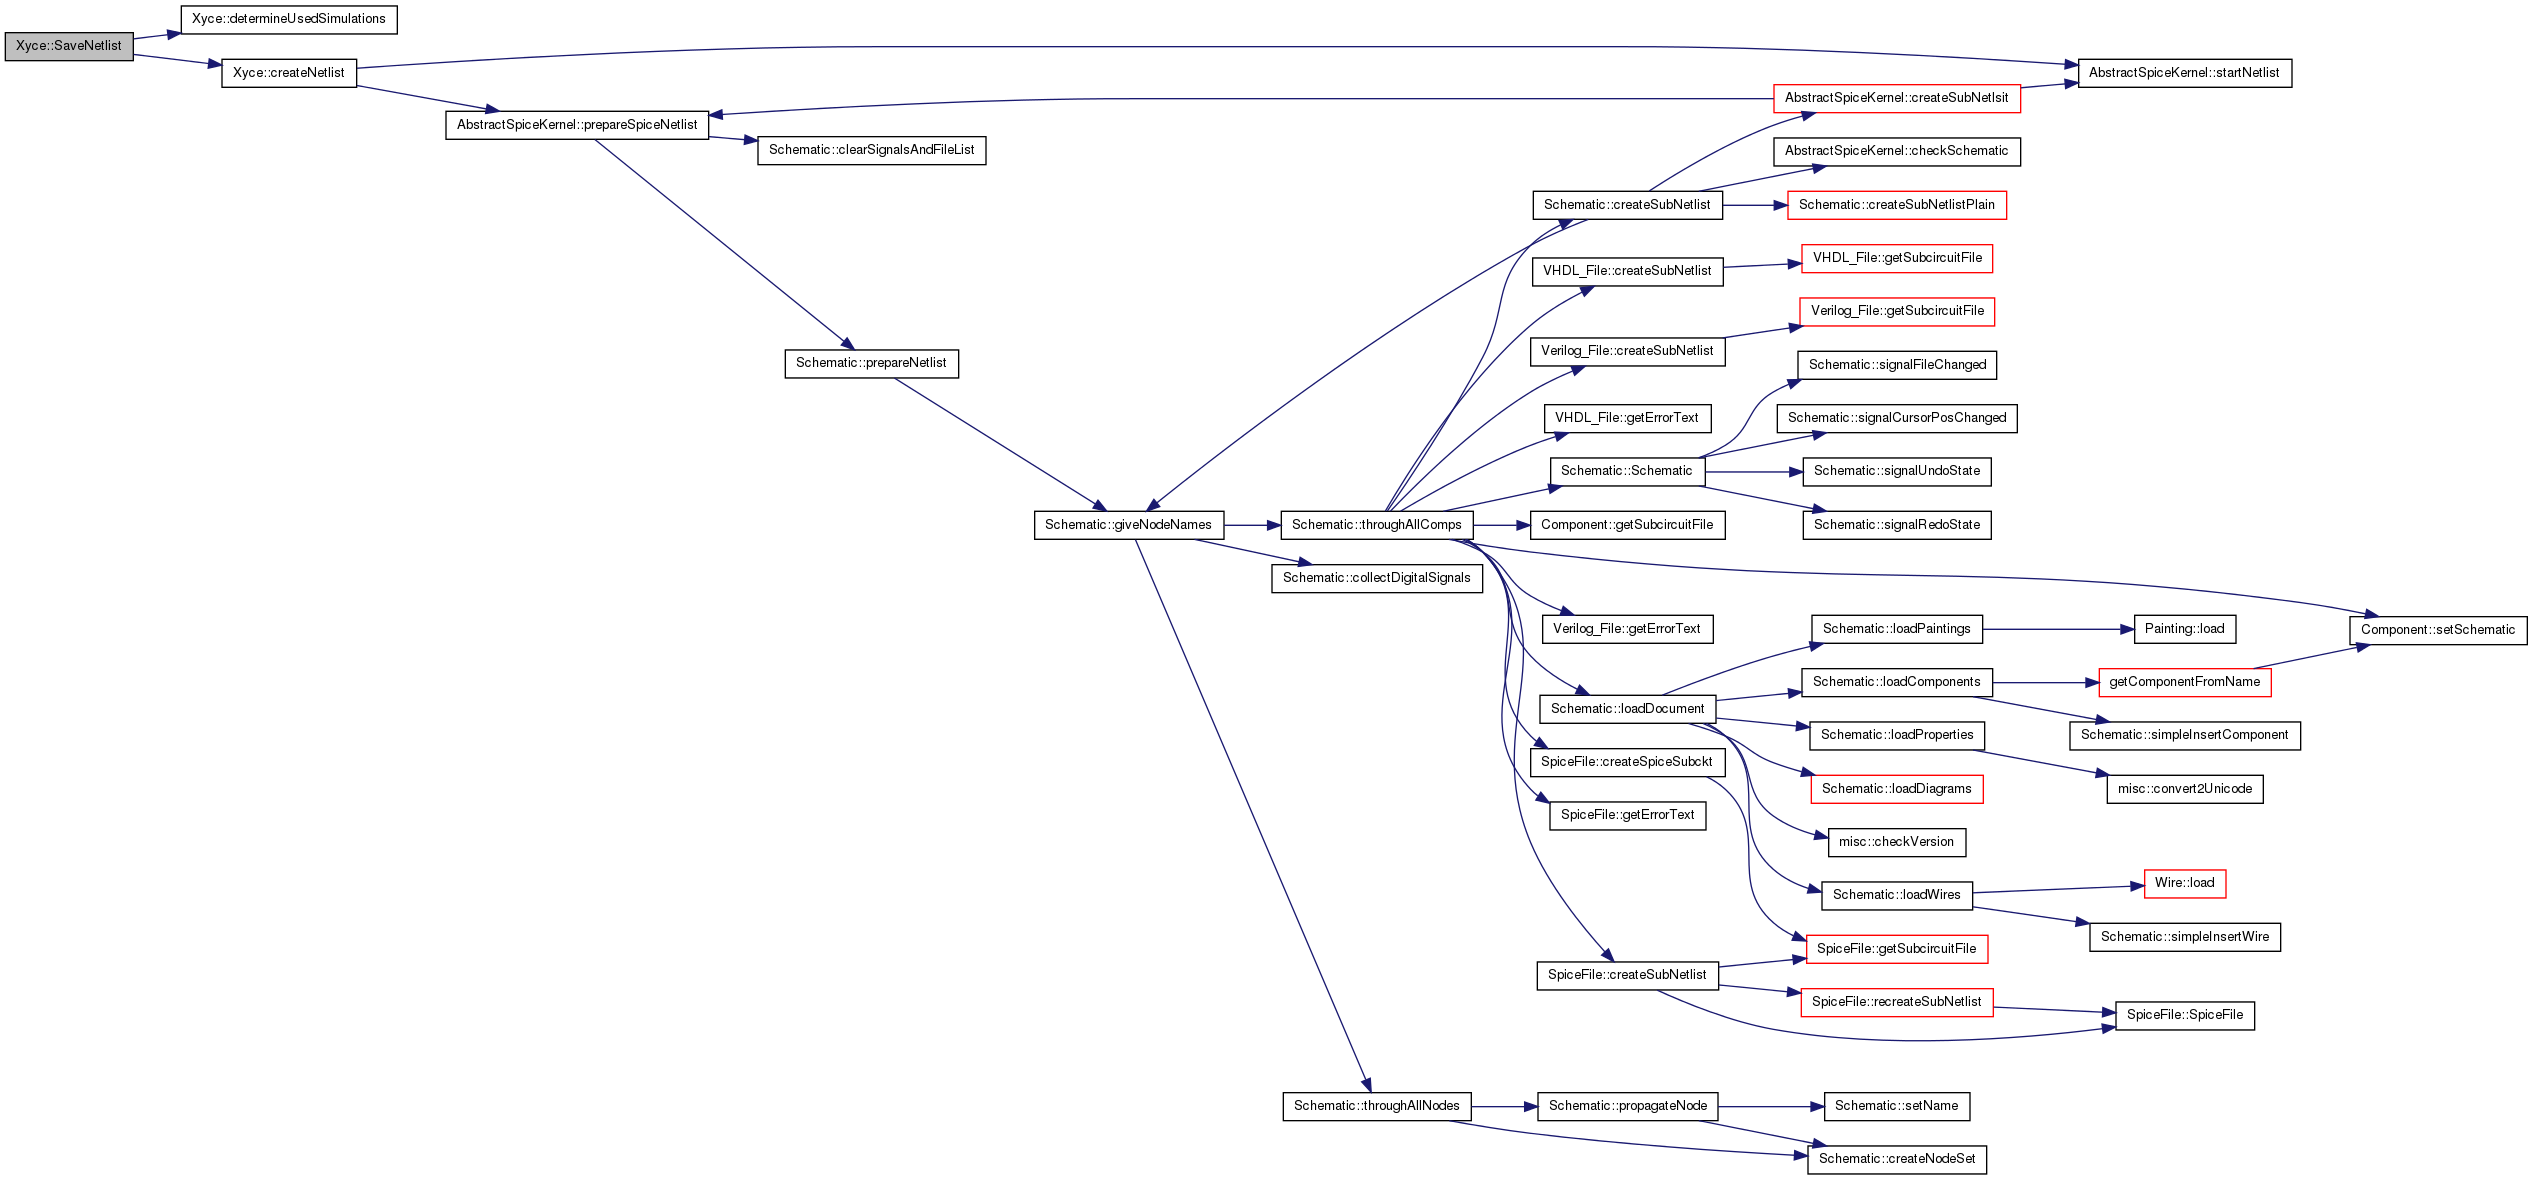 Xyce::SaveNetlist
Xyce::determineUsedSimulations
Xyce::createNetlist
AbstractSpiceKernel::prepareSpiceNetlist
Schematic::clearSignalsAndFileList
Schematic::prepareNetlist
Schematic::giveNodeNames
Schematic::throughAllComps
Schematic::collectDigitalSignals
Schematic::throughAllNodes
Schematic::createSubNetlist
VHDL_File::createSubNetlist
Verilog_File::createSubNetlist
VHDL_File::getErrorText
Schematic::Schematic
Component::getSubcircuitFile
Verilog_File::getErrorText
Schematic::loadDocument
SpiceFile::createSpiceSubckt
SpiceFile::getErrorText
SpiceFile::createSubNetlist
Schematic::propagateNode
AbstractSpiceKernel::createSubNetlsit
AbstractSpiceKernel::checkSchematic
Schematic::createSubNetlistPlain
VHDL_File::getSubcircuitFile
Verilog_File::getSubcircuitFile
Schematic::signalFileChanged
Schematic::signalCursorPosChanged
Schematic::signalUndoState
Schematic::signalRedoState
Schematic::loadPaintings
Schematic::loadComponents
Schematic::loadProperties
Schematic::loadDiagrams
misc::checkVersion
Schematic::loadWires
SpiceFile::getSubcircuitFile
SpiceFile::recreateSubNetlist
Schematic::setName
Schematic::createNodeSet
AbstractSpiceKernel::startNetlist
Painting::load
getComponentFromName
Schematic::simpleInsertComponent
misc::convert2Unicode
Wire::load
Schematic::simpleInsertWire
SpiceFile::SpiceFile
Component::setSchematic